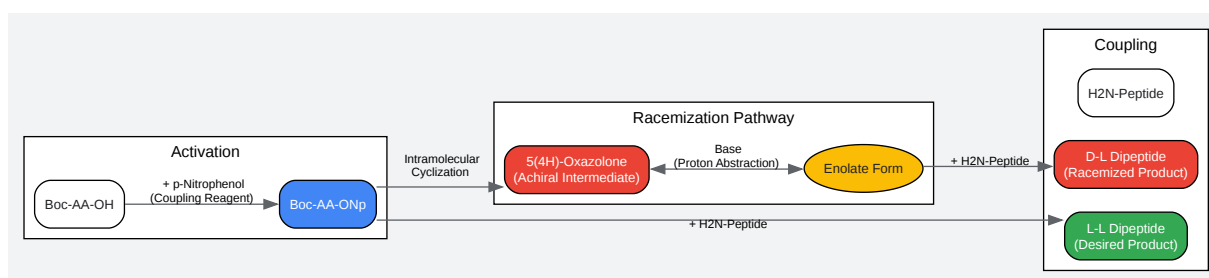 Activation
Boc-AA-OH
+ p-Nitrophenol
(Coupling Reagent)
Boc-AA-ONp
Intramolecular
Cyclization
Racemization Pathway
5(4H)-Oxazolone
(Achiral Intermediate)
Base
(Proton Abstraction)
Enolate Form
+ H2N-Peptide
+ H2N-Peptide
Coupling
H2N-Peptide
D-L Dipeptide
(Racemized Product)
L-L Dipeptide
(Desired Product)